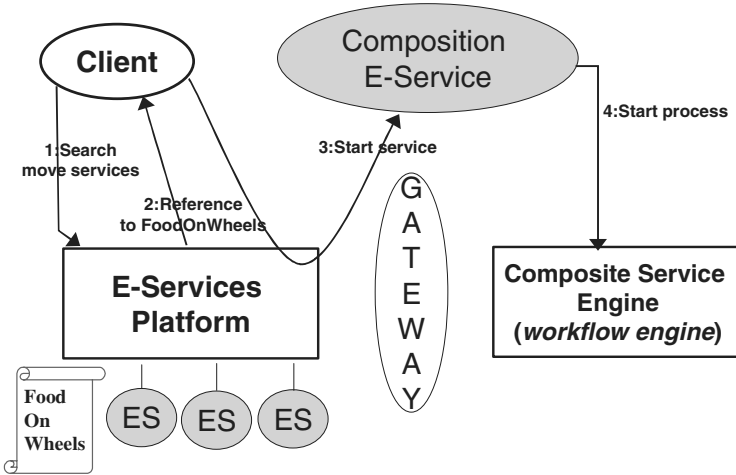 Client
Composition
E-Service
1:Search
move services
2:Reference
to FoodOnWheels
3:Start service
4:Start process
G
A
T
E
W
A
Y
E-Services
Platform
Composite Service
Engine
(workflow engine)
Food
On
Wheels
ES
ES
ES